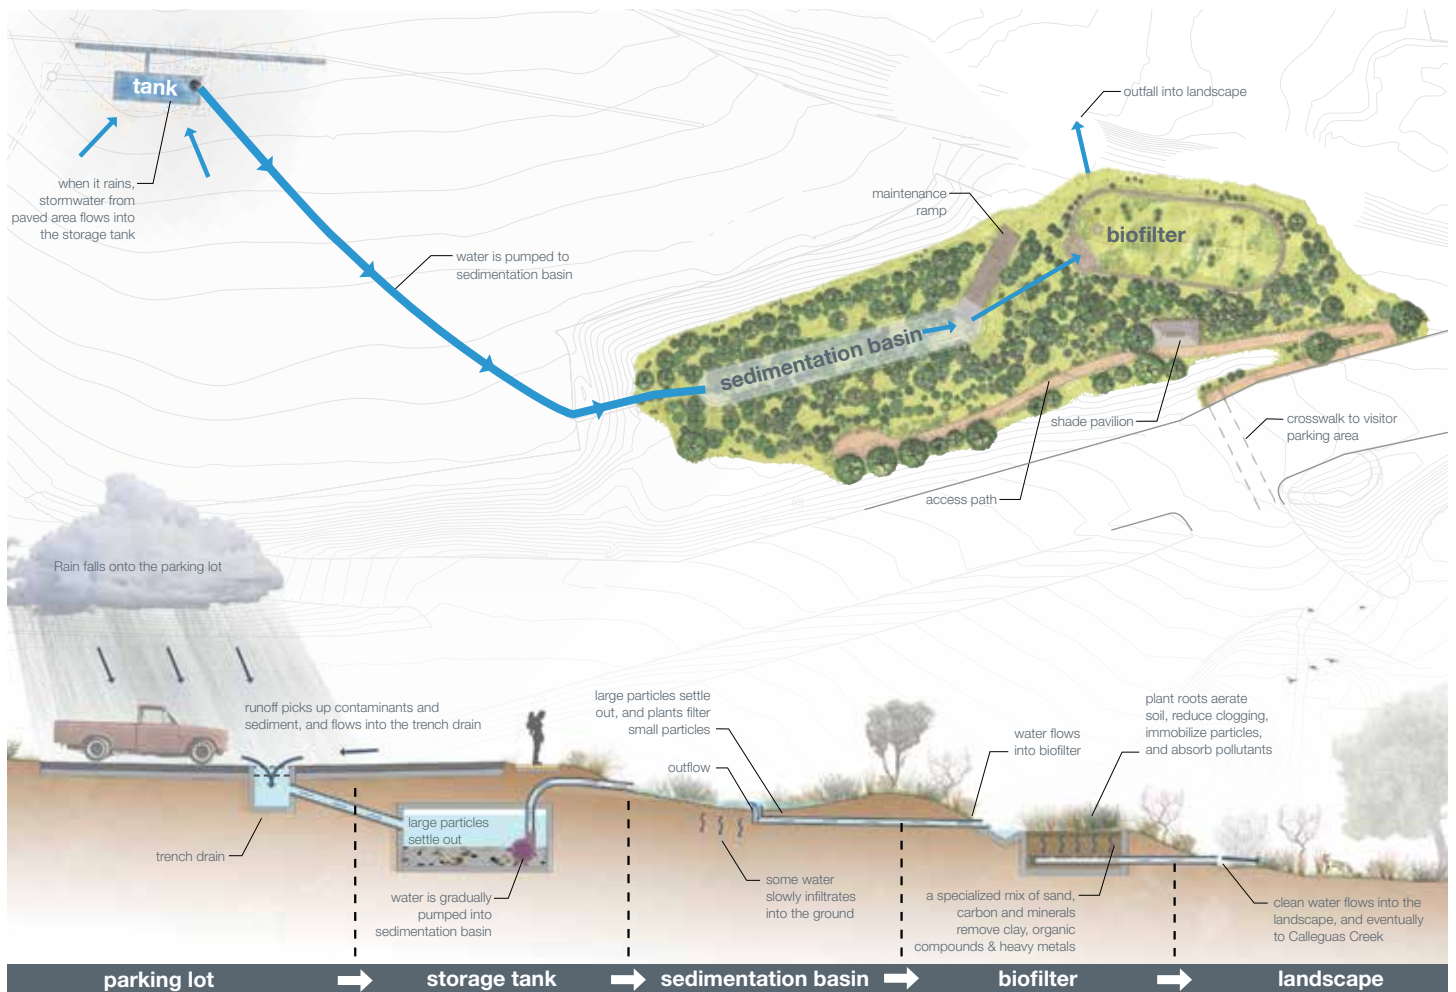 tank
when it rains,
stormwater from
paved area flows into
the storage tank
water is pumped to
sedimentation basin
outfall into landscape
maintenance
ramp
biofilter
sedimentation basin
shade pavilion
crosswalk to visitor
parking area
access path
Rain falls onto the parking lot
runoff picks up contaminants and
sediment, and flows into the trench drain
large particles settle
out, and plants filter
small particles
outflow
water flows
into biofilter
plant roots aerate
soil, reduce clogging,
immobilize particles,
and absorb pollutants
large particles
settle out
trench drain
water is gradually
pumped into
sedimentation basin
some water
slowly infiltrates
into the ground
a specialized mix of sand,
carbon and minerals
remove clay, organic
compounds & heavy metals
clean water flows into the
landscape, and eventually
to Calleguas Creek
parking lot
storage tank
sedimentation basin
biofilter
landscape